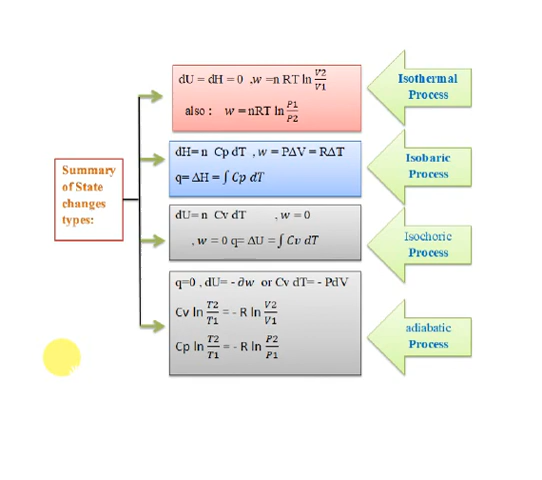 Summary
of State
changes
types:
dU = dH = 0 ,w =n RT ln V2/V1
also : w =nRT ln P1/P2
Isothermal
Process
dH= n Cp dT , w = PΔV = RΔT
q= ΔH = ∫ Cp dT
Isobaric
Process
dU= n Cv dT , w = 0
, w = 0 q= ΔU = ∫ Cv dT
Isochoric
Process
q=0 , dU= - ∂w or Cv dT= - PdV
Cv ln T2/T1 = - R ln V2/V1
Cp ln T2/T1 = - R ln P2/P1
adiabatic
Process